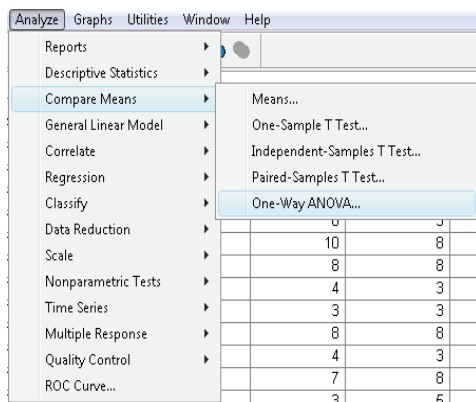 Analyze Graphs Utilities Window Help
Reports
Descriptive Statistics
Compare Means
General Linear Model
Correlate
Regression
Classify
Data Reduction
Scale
Nonparametric Tests
Time Series
Multiple Response
Quality Control
ROC Curve...
Means...
One-Sample T Test...
Independent-Samples T Test...
Paired-Samples T Test...
One-Way ANOVA...
10 8
8 8
4 3
3 3
8 8
4 3
7 8
3 5